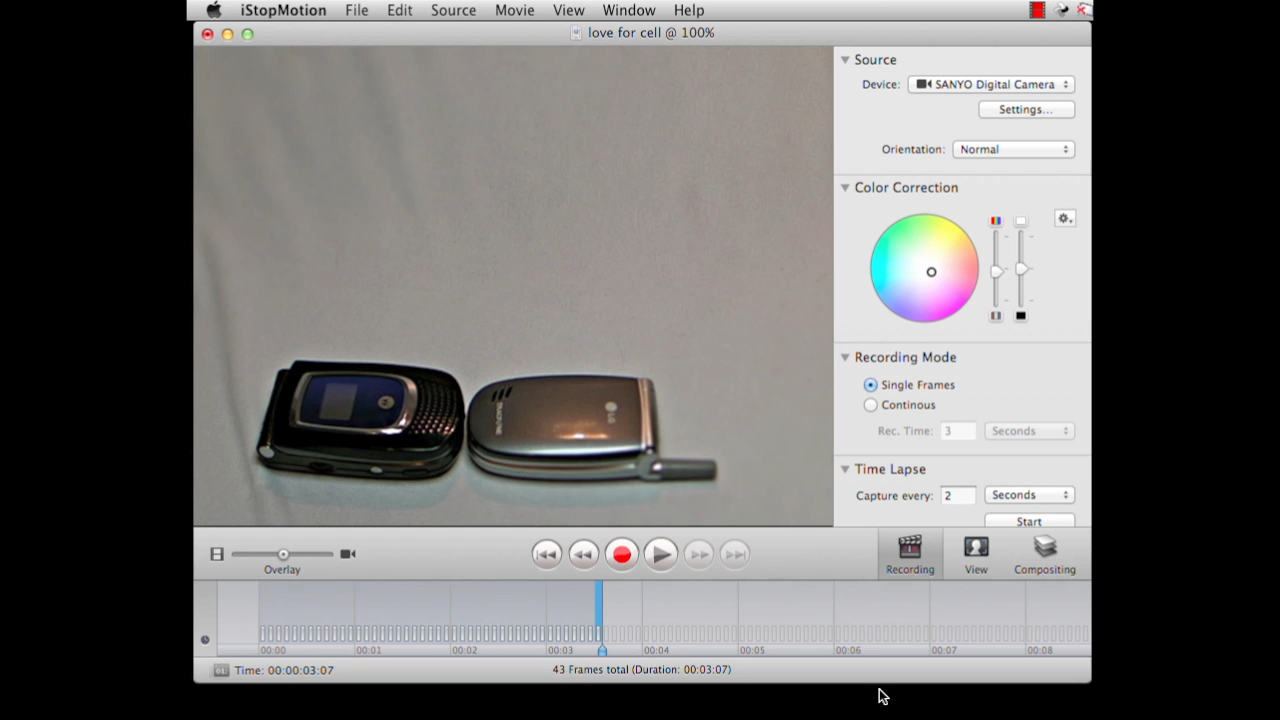 iStopMotion File Edit Source Movie View Window Help
love for cell @ 100%
Source
Device: SANYO Digital Camera
Settings...
Orientation: Normal
Color Correction
Recording Mode
Single Frames
Continous
Rec. Time: 3 Seconds
Time Lapse
Capture every: 2 Seconds
Start
LG
Overlay
Recording View Compositing
00:00 00:01 00:02 00:03 00:04 00:05 00:06 00:07 00:08
Time: 00:00:03:07
43 Frames total (Duration: 00:03:07)